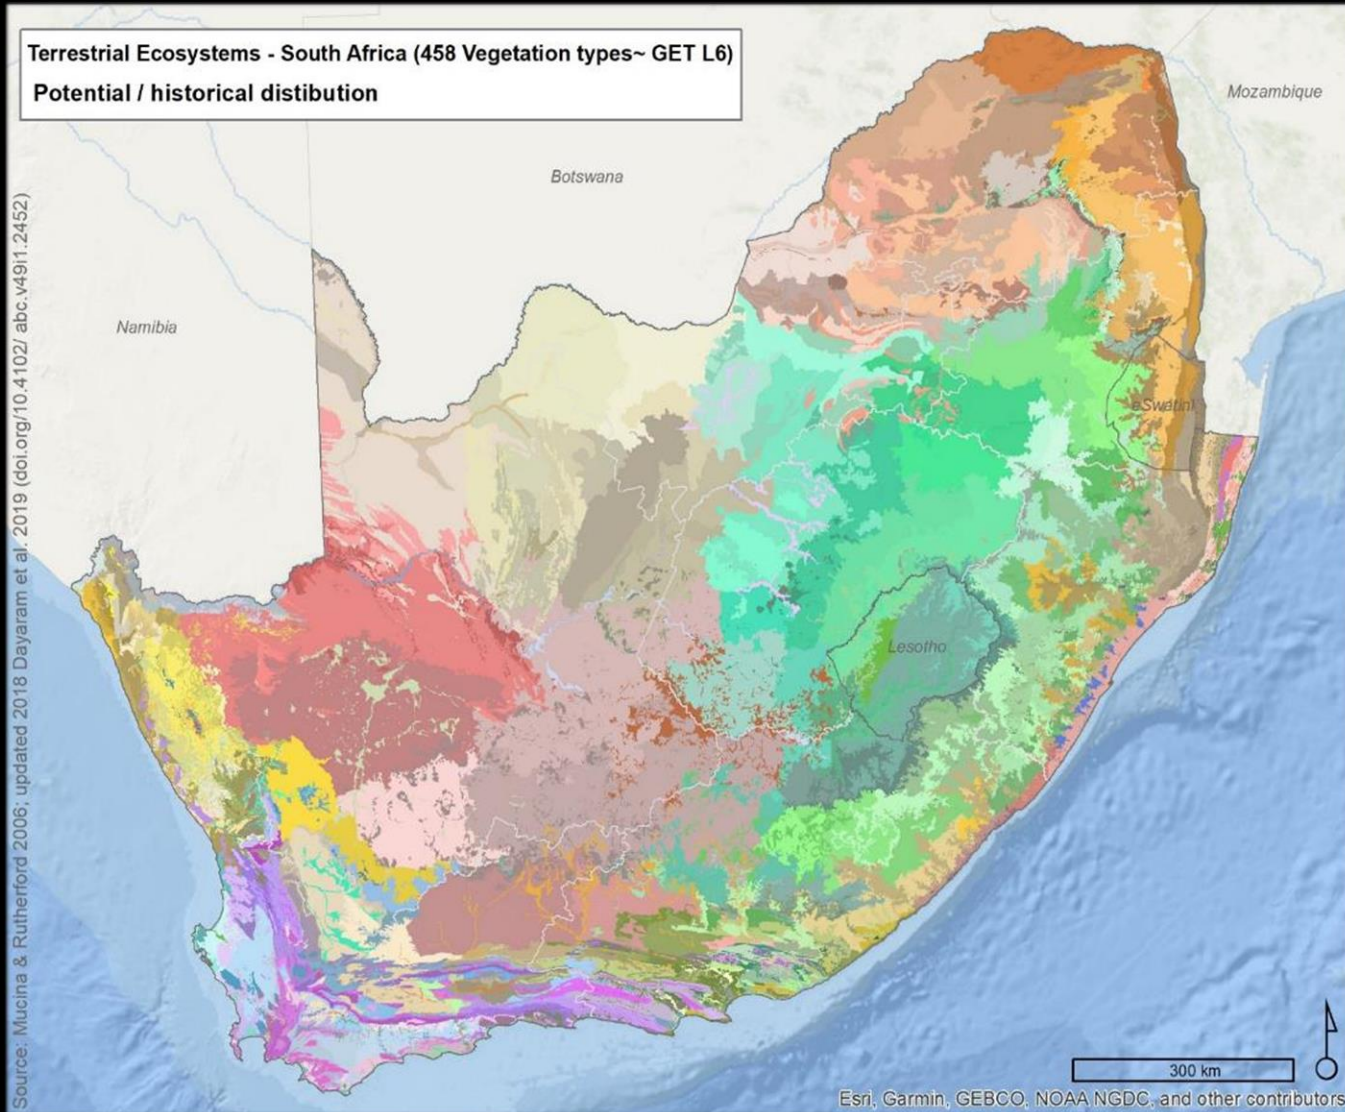 Terrestrial Ecosystems - South Africa (458 Vegetation types~ GET L6)
Potential / historical distibution
Mozambique
Botswana
Namibia
eSwatini
Lesotho
Source: Mucina & Rutherford 2006; updated 2018 Dayaram et al. 2019 (doi.org/10.4102/ abc.v49i1.2452)
300 km
Esri, Garmin, GEBCO, NOAA NGDC, and other contributors